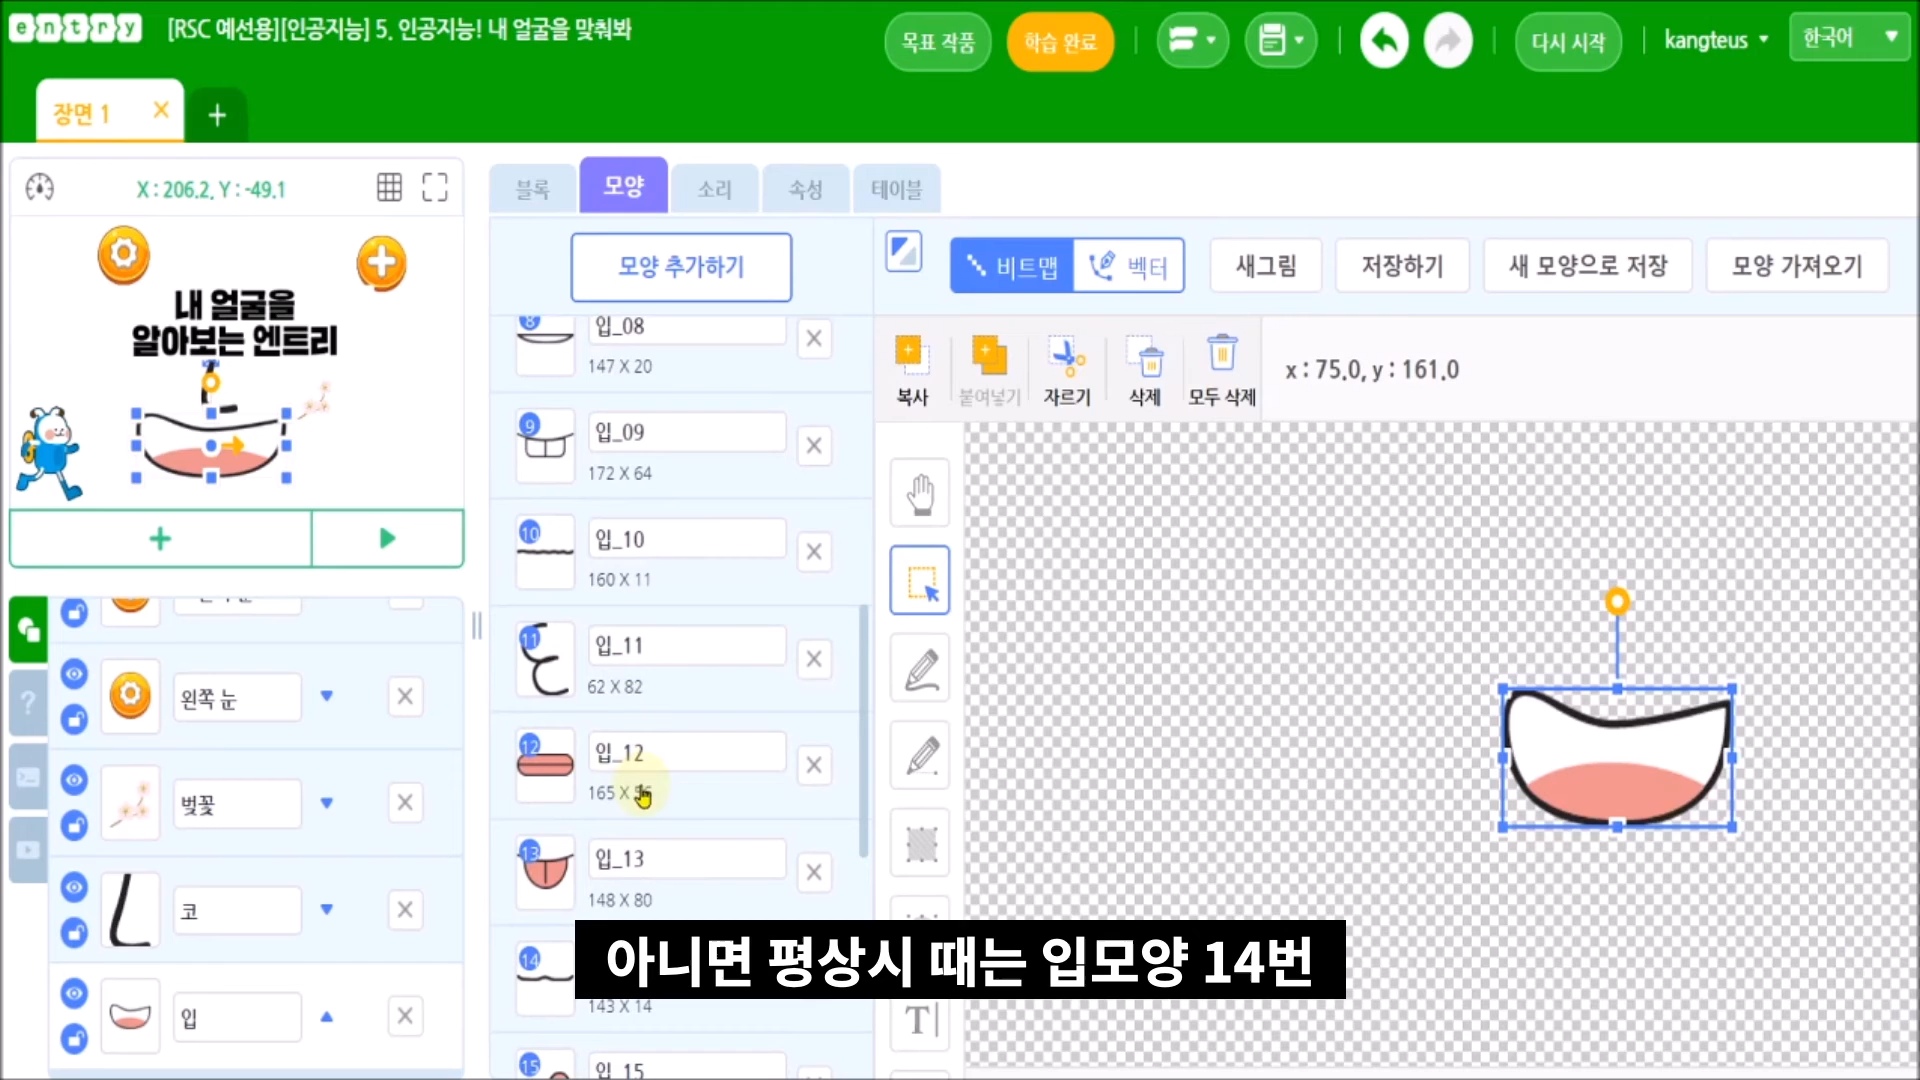 entry
[RSC 예선용][인공지능] 5. 인공지능! 내 얼굴을 맞춰봐
목표 작품
학습 완료
다시 시작
kangteus
한국어
장면 1
X : 206.2, Y : -49.1
내 얼굴을
알아보는 엔트리
블록
모양
소리
속성
테이블
모양 추가하기
비트맵
벡터
새그림
저장하기
새 모양으로 저장
모양 가져오기
복사
붙여넣기
자르기
삭제
모두 삭제
x : 75.0, y : 161.0
8
입_08
147 X 20
9
입_09
172 X 64
10
입_10
160 X 11
11
입_11
62 X 82
12
입_12
165 X
13
입_13
148 X 80
14
143 X 14
15
입_15
왼쪽 눈
벚꽃
코
입
아니면 평상시 때는 입모양 14번